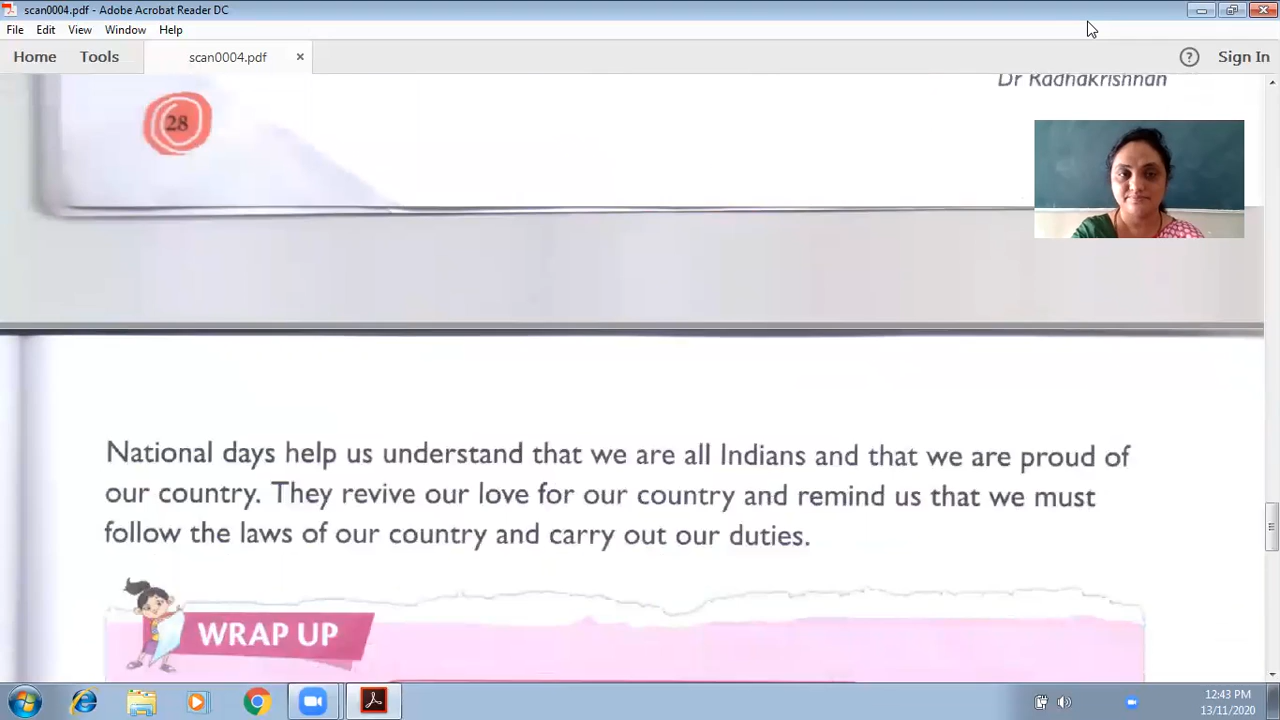 scan0004.pdf - Adobe Acrobat Reader DC
File Edit View Window Help
Home Tools scan0004.pdf × ? Sign In
Dr Radhakrishnan
28
National days help us understand that we are all Indians and that we are proud of
our country. They revive our love for our country and remind us that we must
follow the laws of our country and carry out our duties.
WRAP UP
12:43 PM
13/11/2020